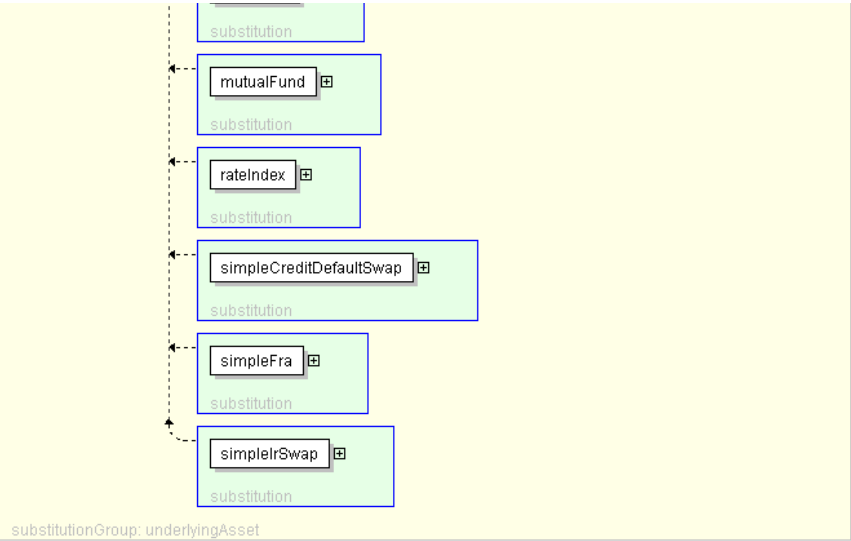 substitution
mutualFund
substitution
rateIndex
substitution
simpleCreditDefaultSwap
substitution
simpleFra
substitution
simpleIrSwap
substitution
substitutionGroup: underlyingAsset